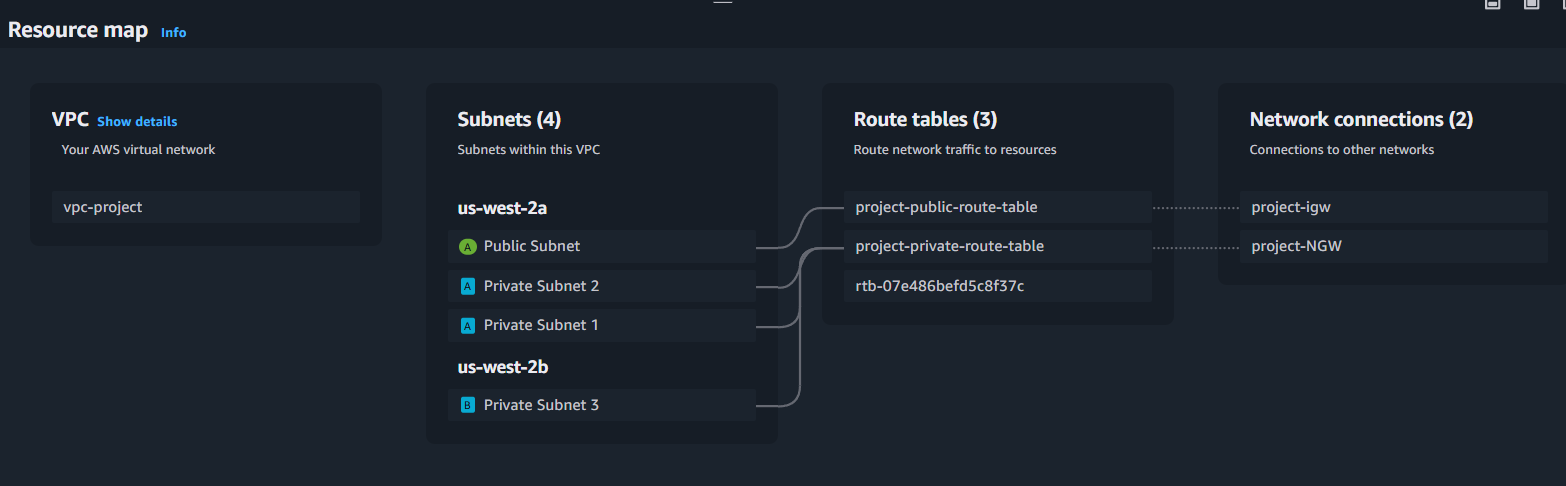 Resource map Info
VPC Show details
Your AWS virtual network
vpc-project
Subnets (4)
Subnets within this VPC
us-west-2a
A Public Subnet
A Private Subnet 2
A Private Subnet 1
us-west-2b
B Private Subnet 3
Route tables (3)
Route network traffic to resources
project-public-route-table
project-private-route-table
rtb-07e486befd5c8f37c
Network connections (2)
Connections to other networks
project-igw
project-NGW